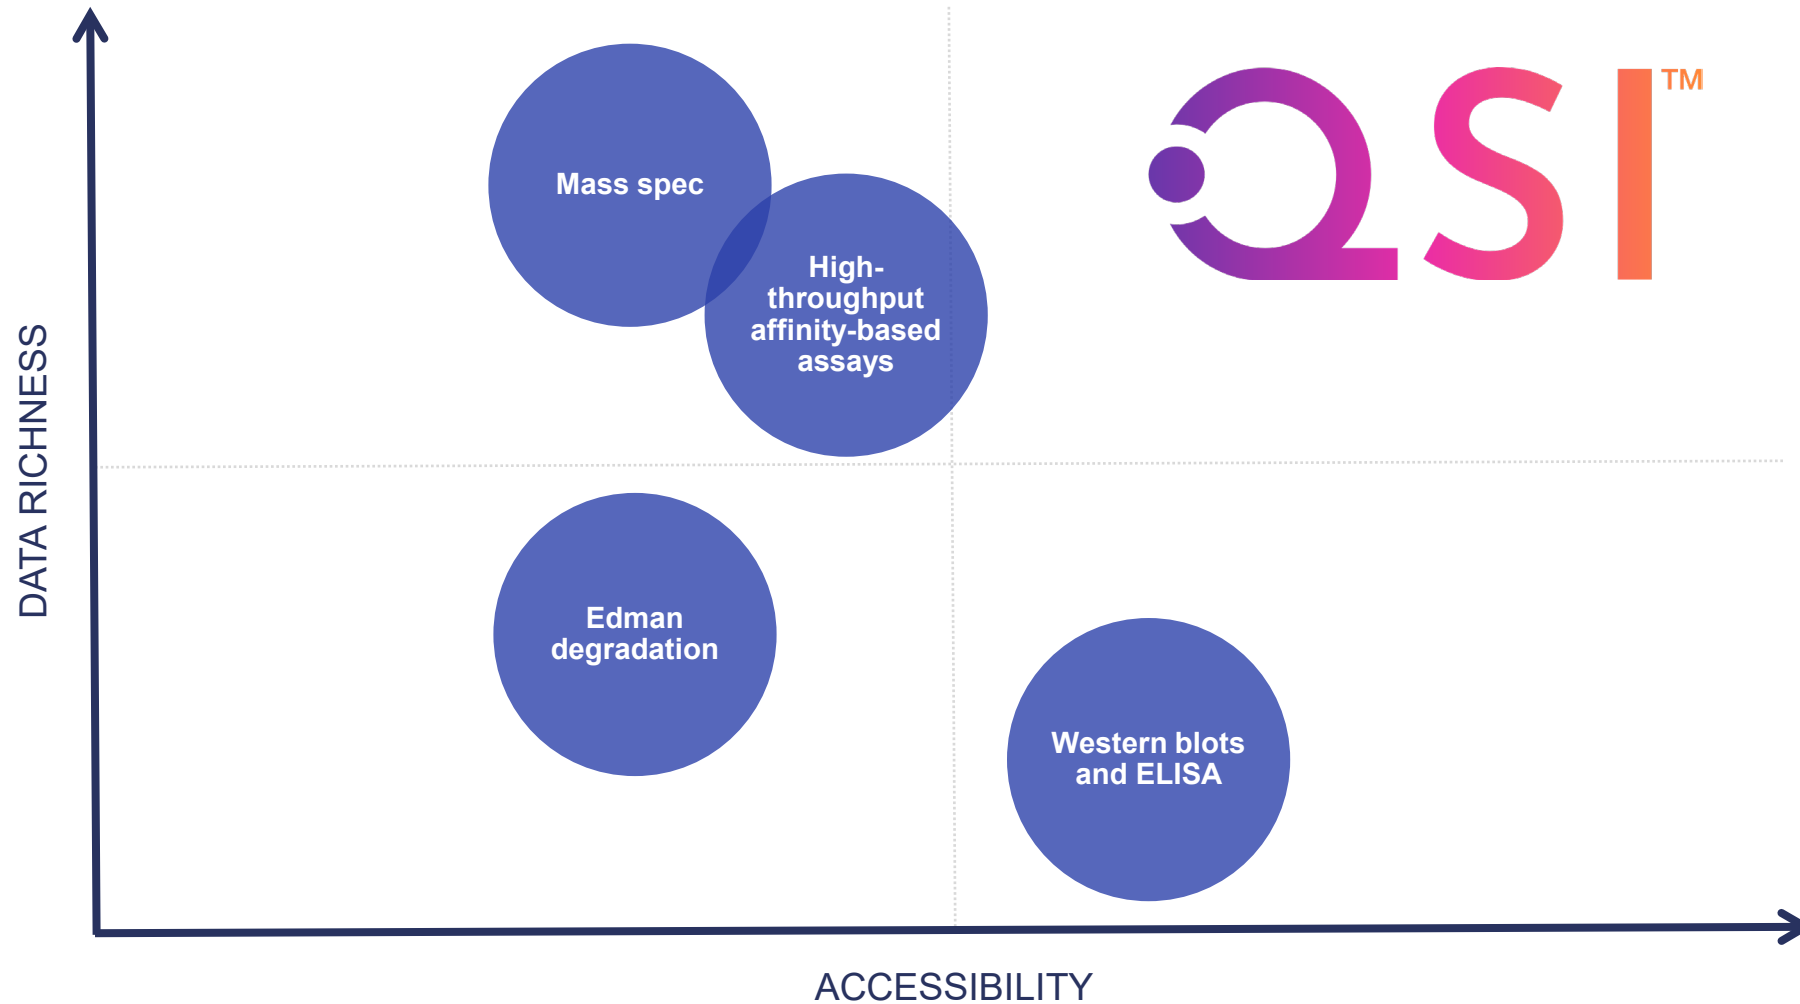 Mass spec
High-
throughput
affinity-based
assays
QSI™
DATA RICHNESS
Edman
degradation
Western blots
and ELISA
ACCESSIBILITY